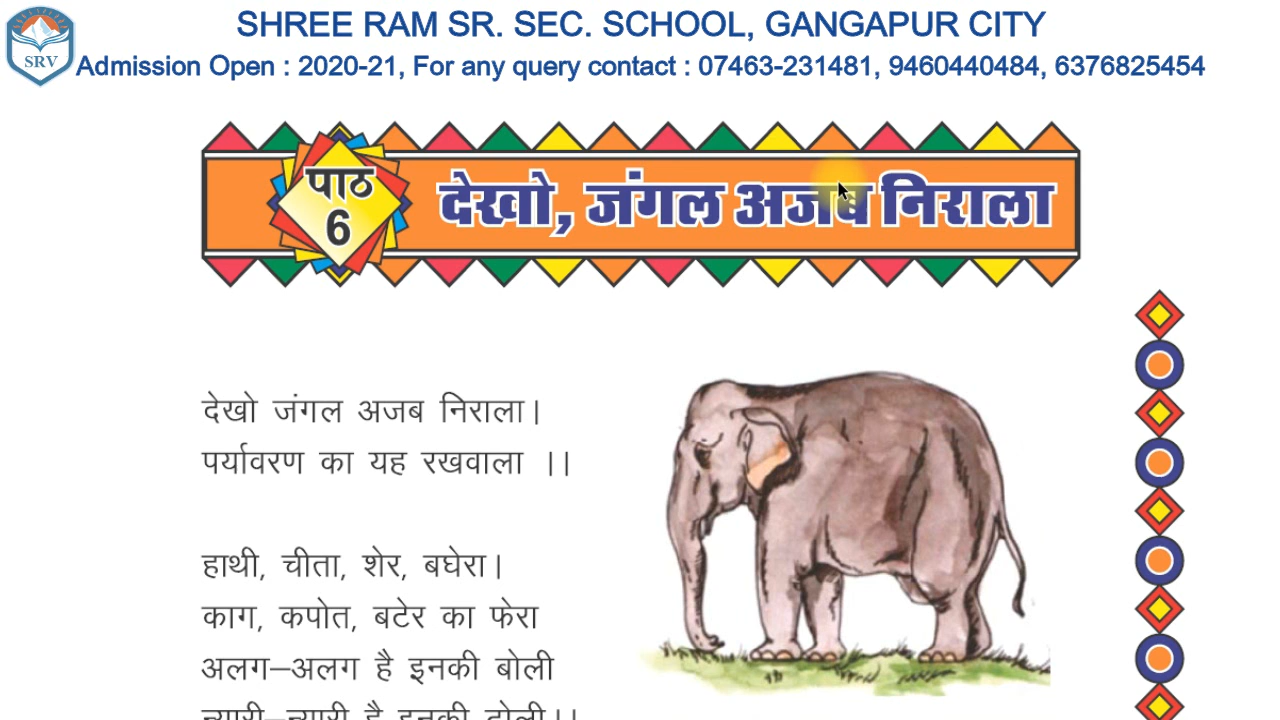 SHREE RAM SR. SEC. SCHOOL, GANGAPUR CITY
SRV
Admission Open : 2020-21, For any query contact : 07463-231481, 9460440484, 6376825454
पाठ
6
देखो, जंगल अजब निराला
देखो जंगल अजब निराला।
पर्यावरण का यह रखवाला ।।
हाथी, चीता, शेर, बघेरा।
काग, कपोत, बटेर का फेरा
अलग–अलग है इनकी बोली
न्यारी–न्यारी है इनकी टोली।।